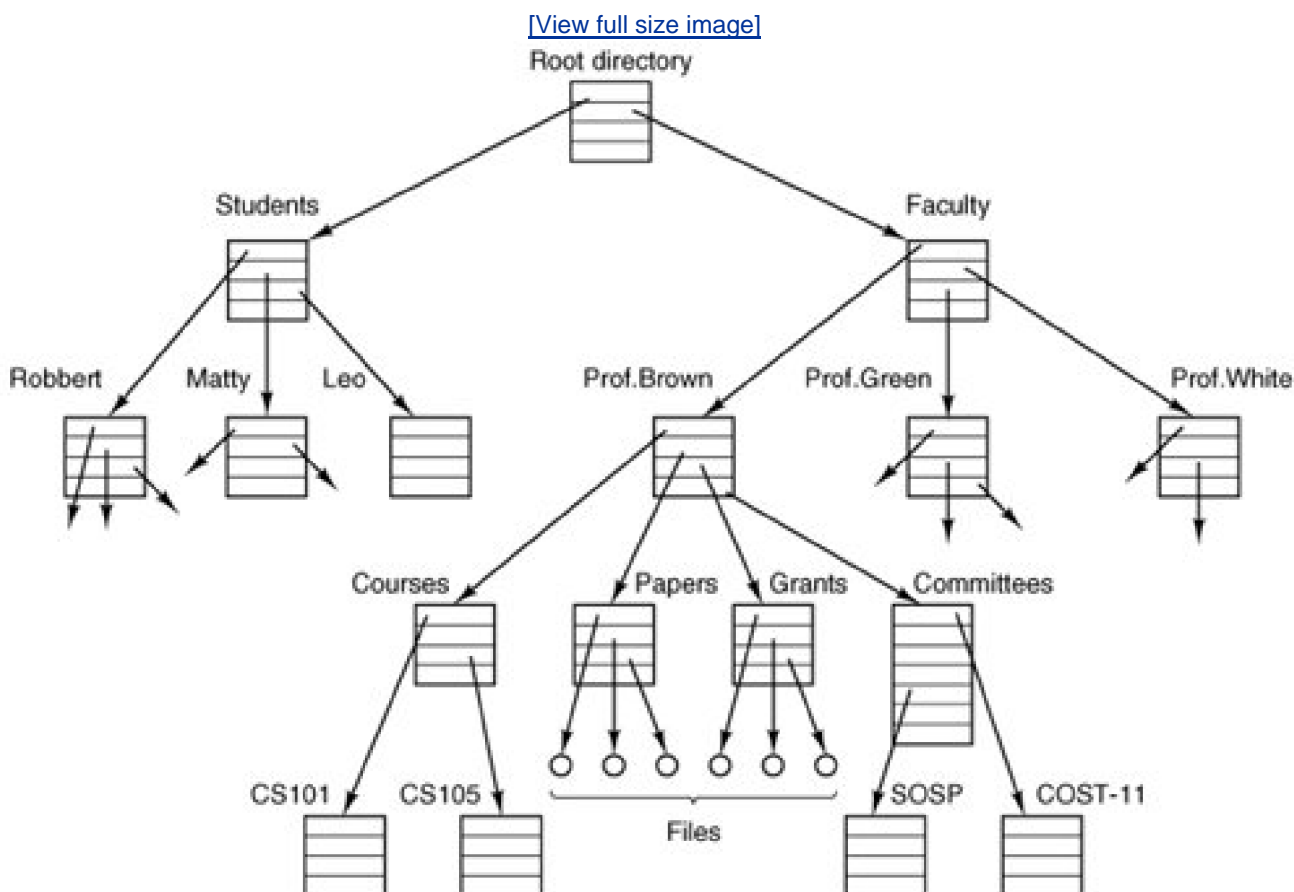 [View full size image]
Root directory
Students
Faculty
Robbert
Matty
Leo
Prof.Brown
Prof.Green
Prof.White
Courses
Papers
Grants
Committees
CS101
CS105
SOSP
COST-11
Files